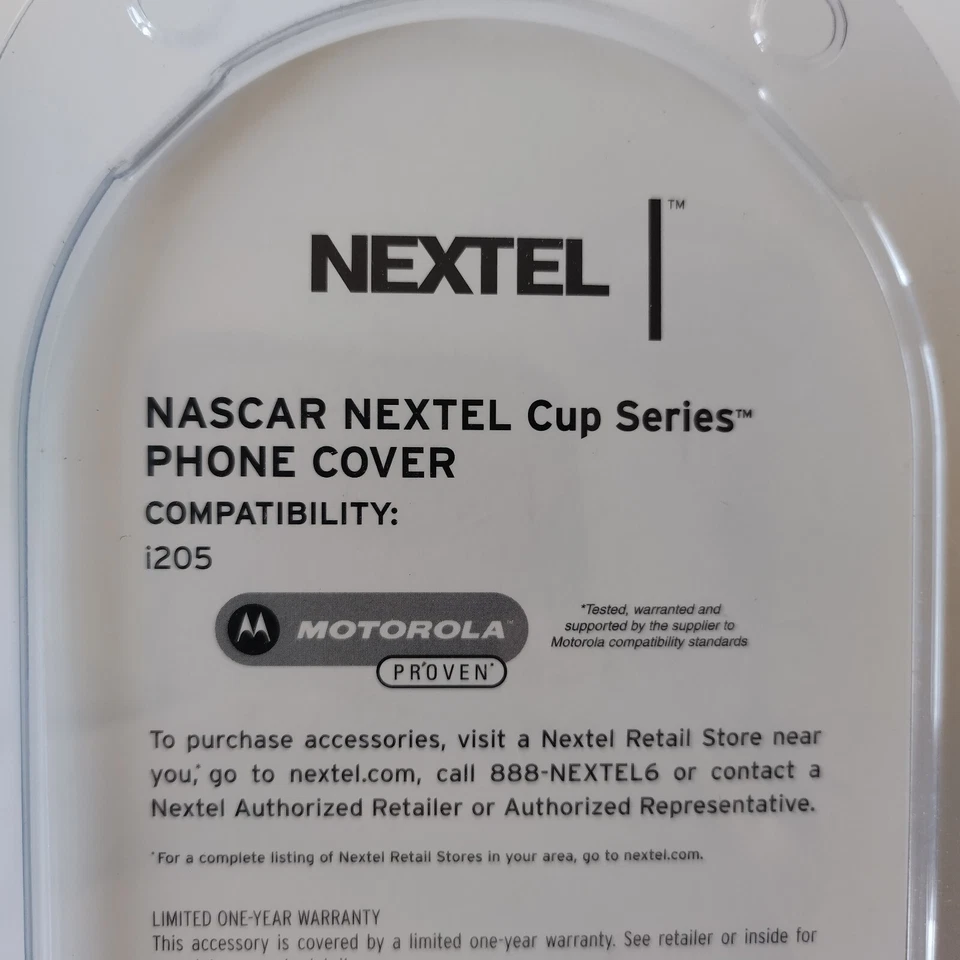 NEXTEL ™
NASCAR NEXTEL Cup Series™
PHONE COVER
COMPATIBILITY:
i205
MOTOROLA™
PROVEN*
*Tested, warranted and
supported by the supplier to
Motorola compatibility standards
To purchase accessories, visit a Nextel Retail Store near
you,* go to nextel.com, call 888-NEXTEL6 or contact a
Nextel Authorized Retailer or Authorized Representative.
*For a complete listing of Nextel Retail Stores in your area, go to nextel.com.
LIMITED ONE-YEAR WARRANTY
This accessory is covered by a limited one-year warranty. See retailer or inside for